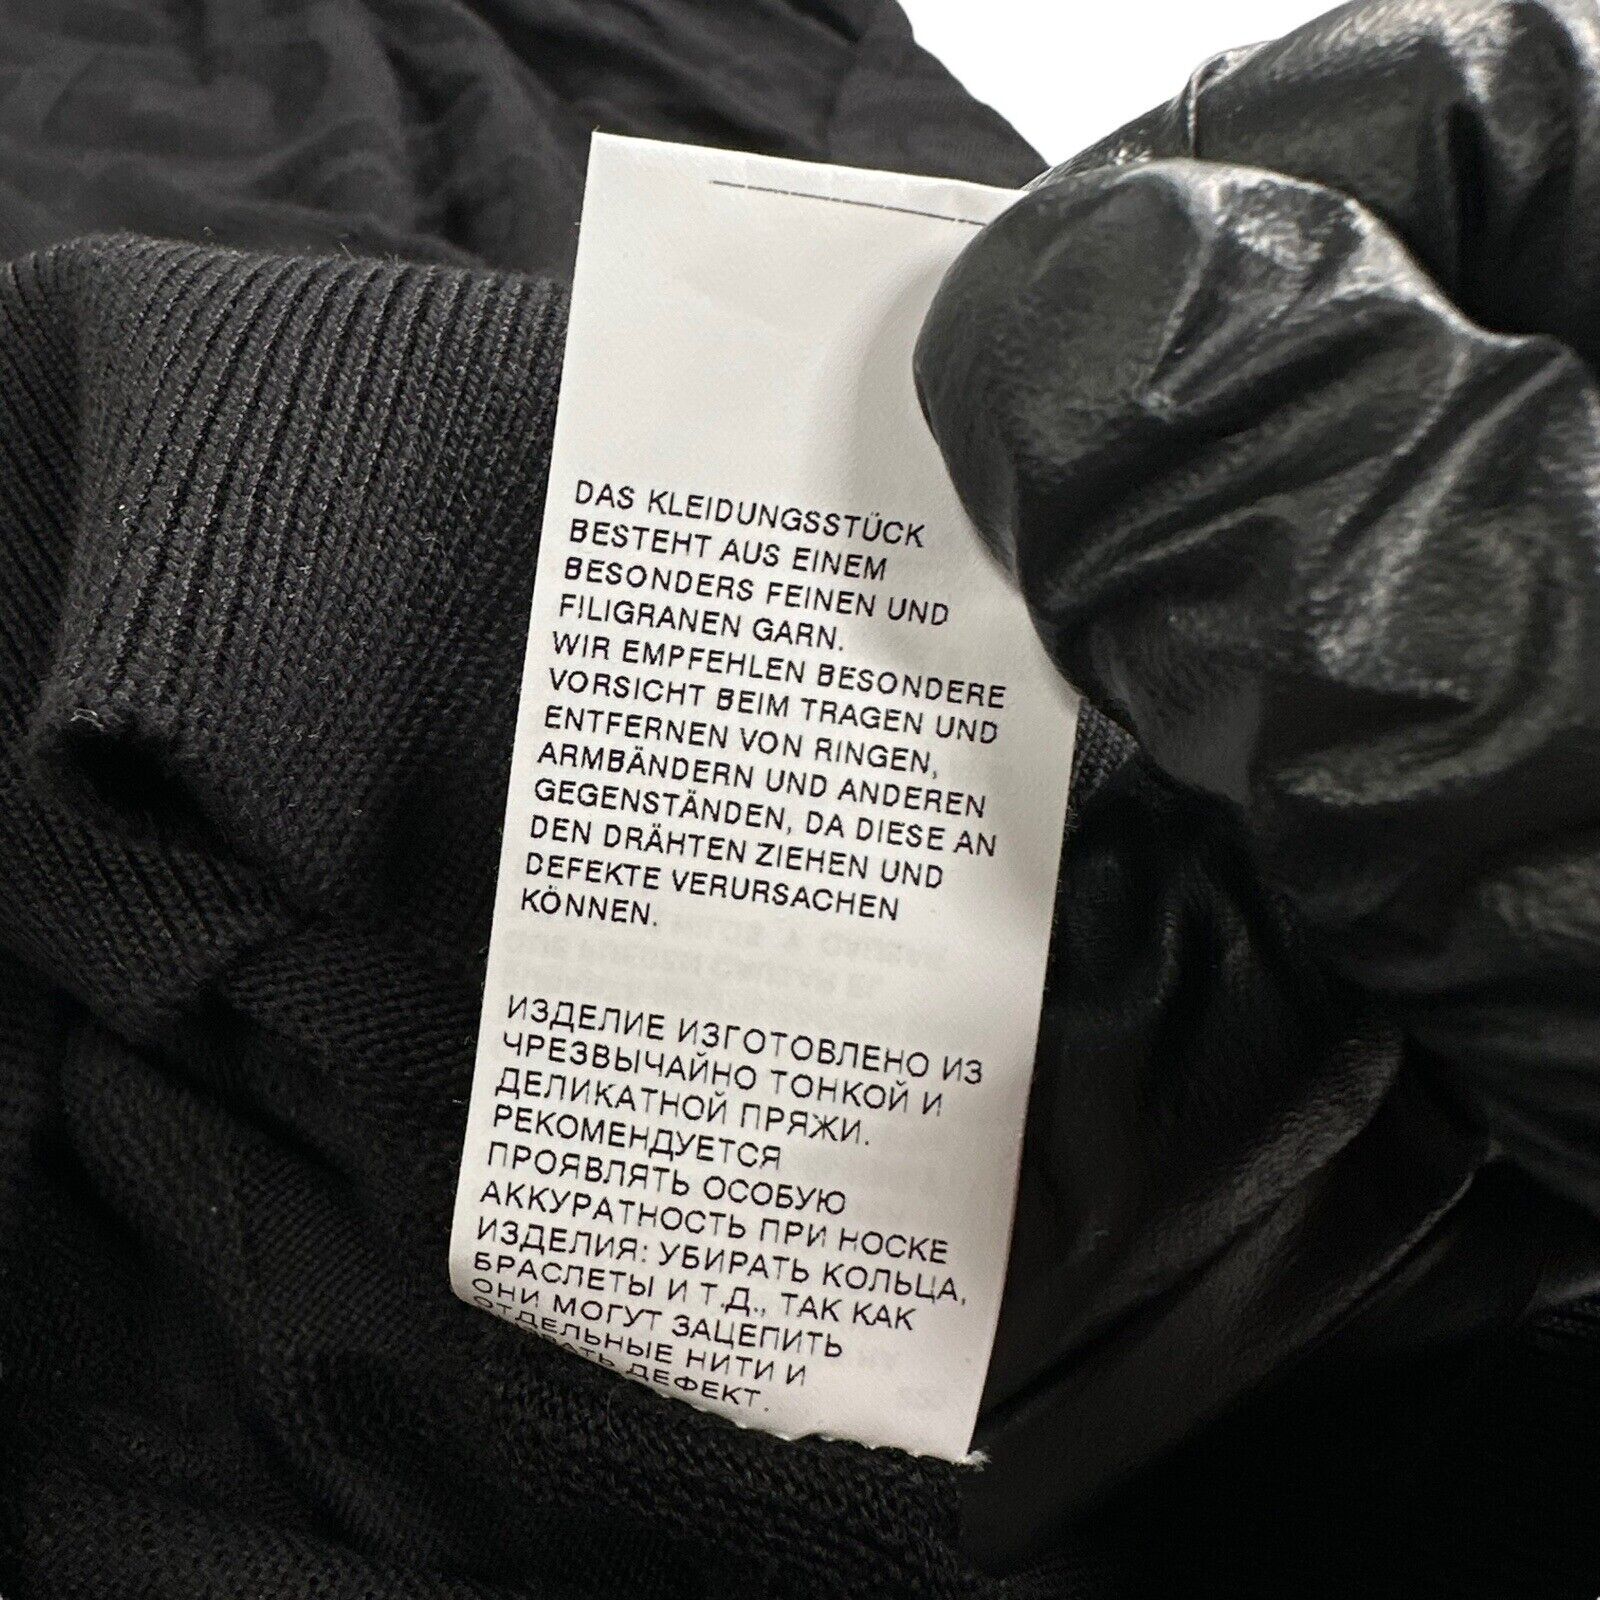 DAS KLEIDUNGSSTÜCK
BESTEHT AUS EINEM
BESONDERS FEINEN UND
FILIGRANEN GARN.
WIR EMPFEHLEN BESONDERE
VORSICHT BEIM TRAGEN UND
ENTFERNEN VON RINGEN,
ARMBÄNDERN UND ANDEREN
GEGENSTÄNDEN, DA DIESE AN
DEN DRÄHTEN ZIEHEN UND
DEFEKTE VERURSACHEN
KÖNNEN.
ИЗДЕЛИЕ ИЗГОТОВЛЕНО ИЗ
ЧРЕЗВЫЧАЙНО ТОНКОЙ И
ДЕЛИКАТНОЙ ПРЯЖИ.
РЕКОМЕНДУЕТСЯ
ПРОЯВЛЯТЬ ОСОБУЮ
АККУРАТНОСТЬ ПРИ НОСКЕ
ИЗДЕЛИЯ: УБИРАТЬ КОЛЬЦА,
БРАСЛЕТЫ И Т.Д., ТАК КАК
ОНИ МОГУТ ЗАЦЕПИТЬ
ОТДЕЛЬНЫЕ НИТИ И
ДЕФЕКТ.